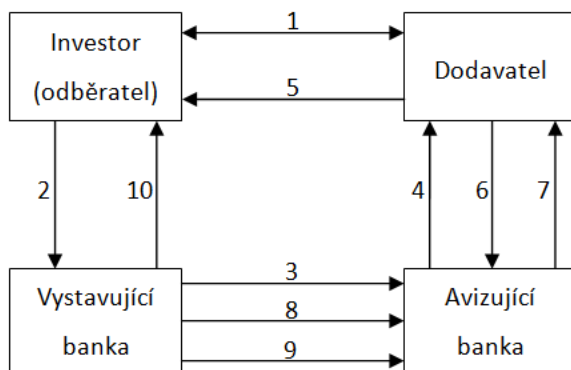 1
Investor
(odběratel)
Dodavatel
5
2
10
4
6
7
3
Vystavující
banka
8
9
Avizující
banka